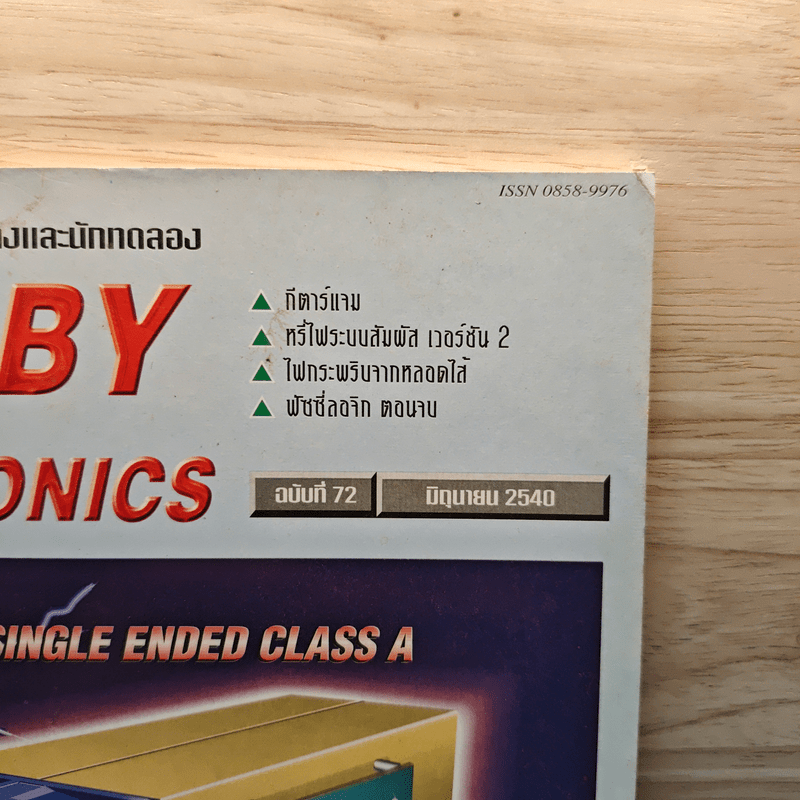 ISSN 0858-9976
และนักทดลอง
BY
▲ กีตาร์แจม
▲ หรี่ไฟระบบสัมผัส เวอร์ชัน 2
▲ ไฟกระพริบจากหลอดไส้
▲ ฟัซซี่ลอจิก ตอนจบ
ONICS
ฉบับที่ 72
มิถุนายน 2540
SINGLE ENDED CLASS A